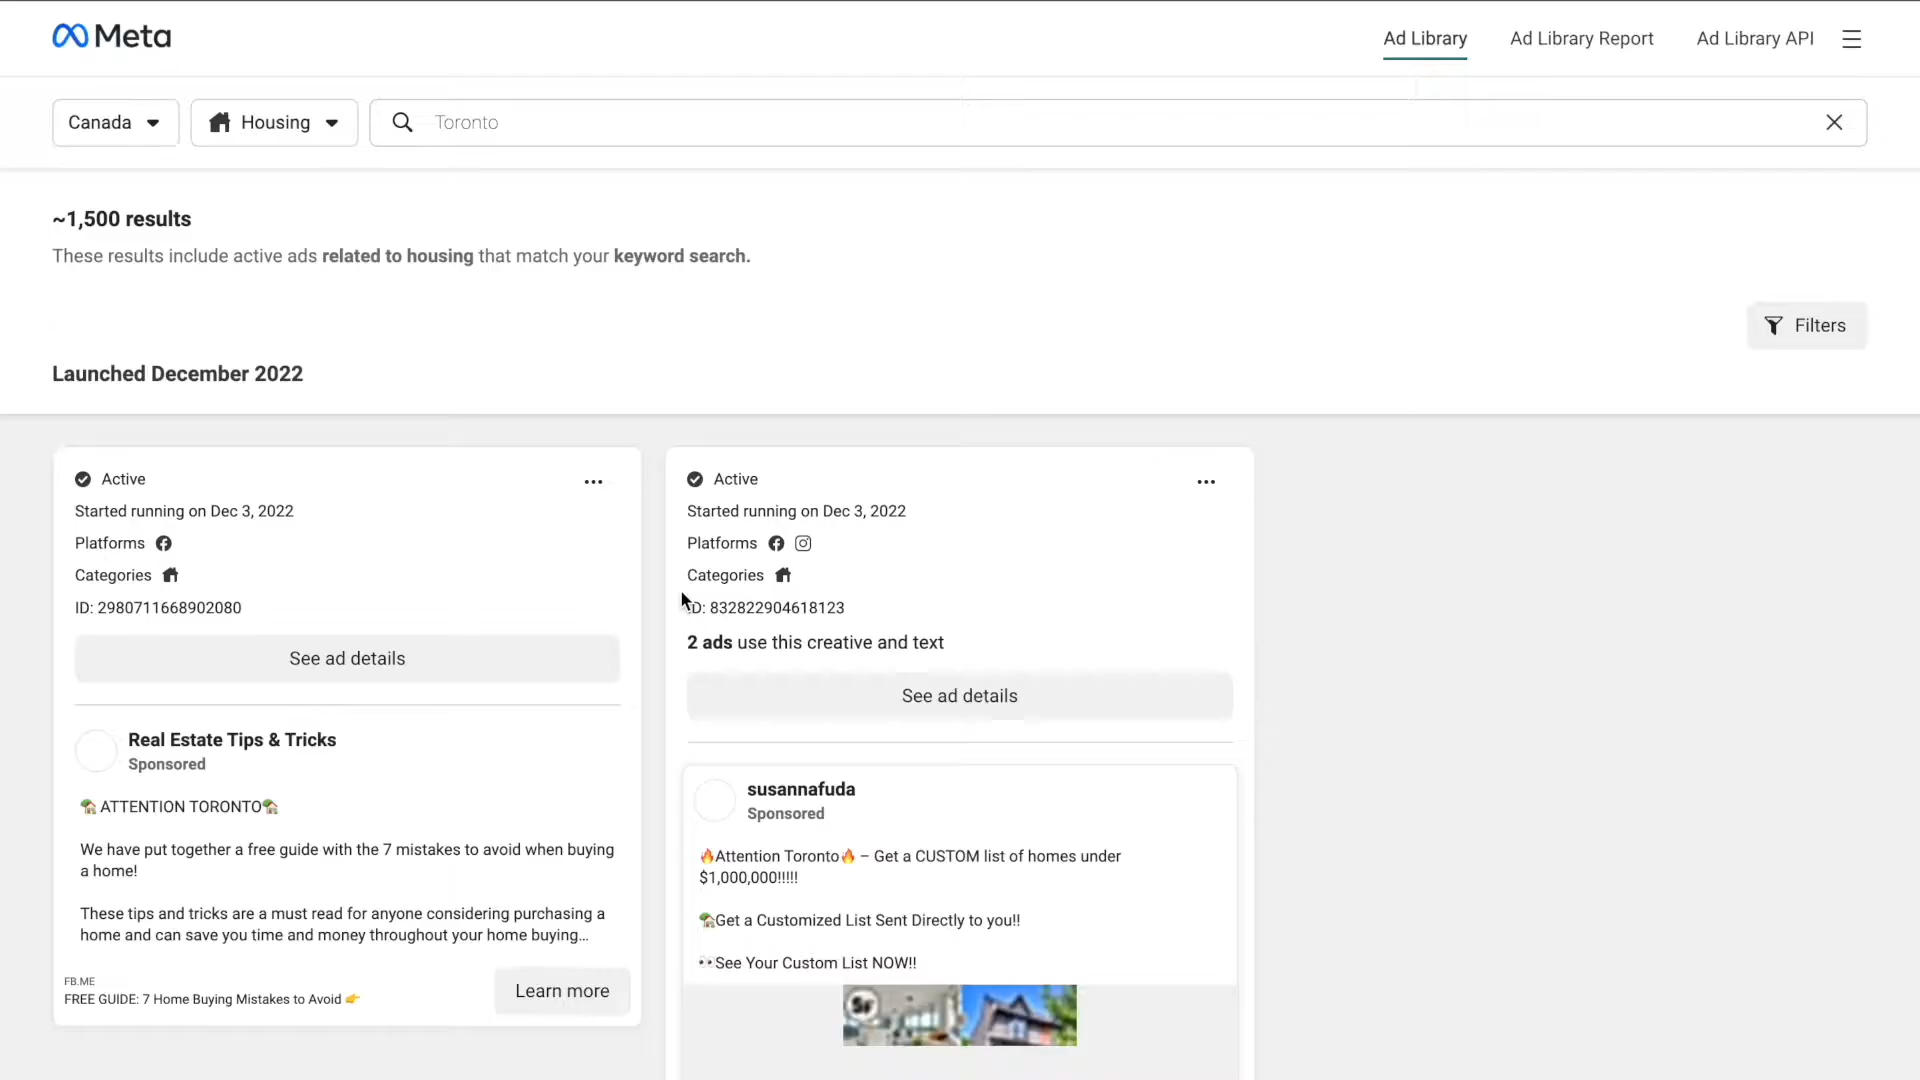 Meta
Ad Library
Ad Library Report
Ad Library API
Canada
Housing
Toronto
~1,500 results
These results include active ads related to housing that match your keyword search.
Filters
Launched December 2022
Active
Started running on Dec 3, 2022
Platforms
Categories
ID: 2980711668902080
See ad details
Real Estate Tips & Tricks
Sponsored
🏡ATTENTION TORONTO🏡
We have put together a free guide with the 7 mistakes to avoid when buying
a home!
These tips and tricks are a must read for anyone considering purchasing a
home and can save you time and money throughout your home buying...
FB.ME
FREE GUIDE: 7 Home Buying Mistakes to Avoid 👉
Learn more
Active
Started running on Dec 3, 2022
Platforms
Categories
ID: 832822904618123
2 ads use this creative and text
See ad details
susannafuda
Sponsored
🔥Attention Toronto🔥 – Get a CUSTOM list of homes under
$1,000,000!!!!!
🏡Get a Customized List Sent Directly to you!!
👀See Your Custom List NOW!!